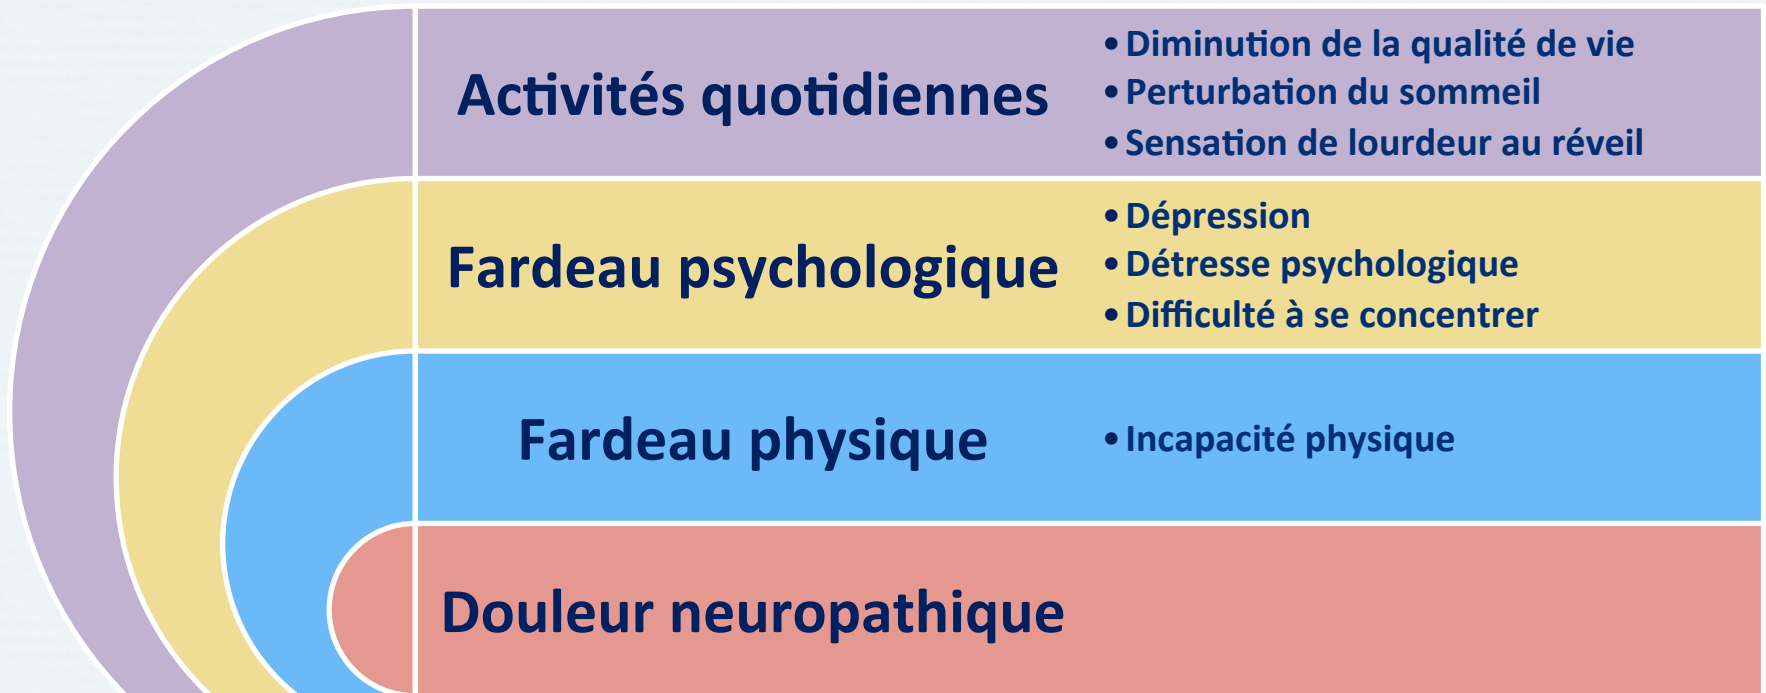 Activités quotidiennes
• Diminution de la qualité de vie
• Perturbation du sommeil
• Sensation de lourdeur au réveil
Fardeau psychologique
• Dépression
• Détresse psychologique
• Difficulté à se concentrer
Fardeau physique
• Incapacité physique
Douleur neuropathique